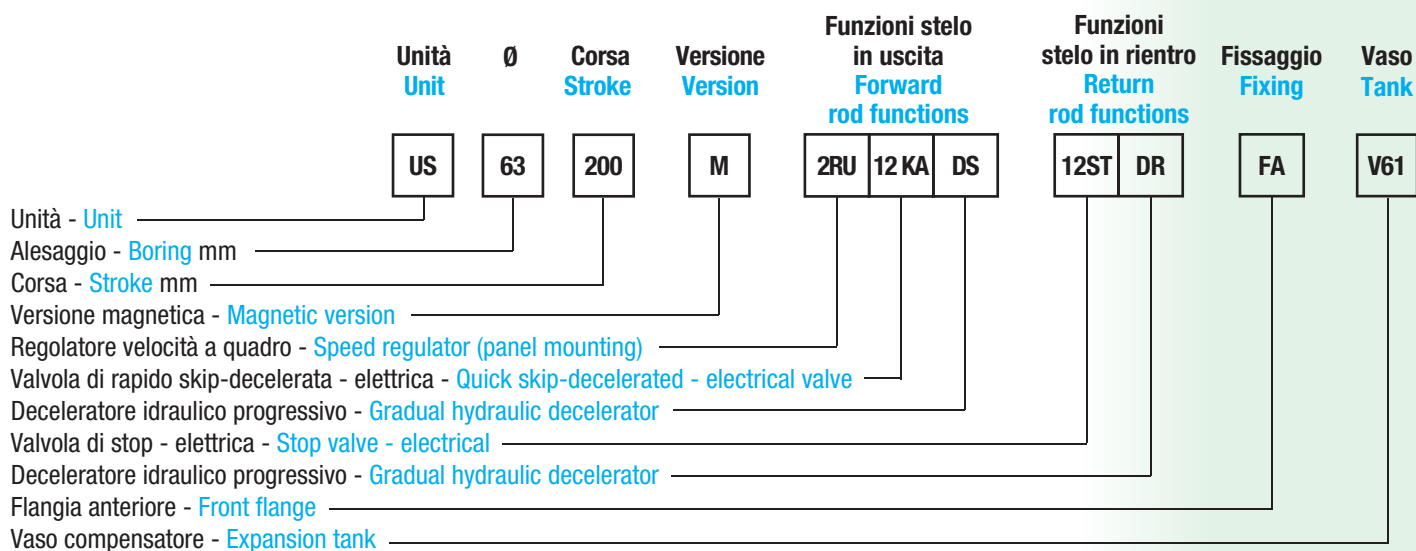 Unità
Unit
Ø
Corsa
Stroke
Versione
Version
Funzioni stelo
in uscita
Forward
rod functions
Funzioni
stelo in rientro
Return
rod functions
Fissaggio
Fixing
Vaso
Tank
US 63 200 M 2RU 12 KA DS 12ST DR FA V61
Unità - Unit
Alesaggio - Boring mm
Corsa - Stroke mm
Versione magnetica - Magnetic version
Regolatore velocità a quadro - Speed regulator (panel mounting)
Valvola di rapido skip-decelerata - elettrica - Quick skip-decelerated - electrical valve
Deceleratore idraulico progressivo - Gradual hydraulic decelerator
Valvola di stop - elettrica - Stop valve - electrical
Deceleratore idraulico progressivo - Gradual hydraulic decelerator
Flangia anteriore - Front flange
Vaso compensatore - Expansion tank